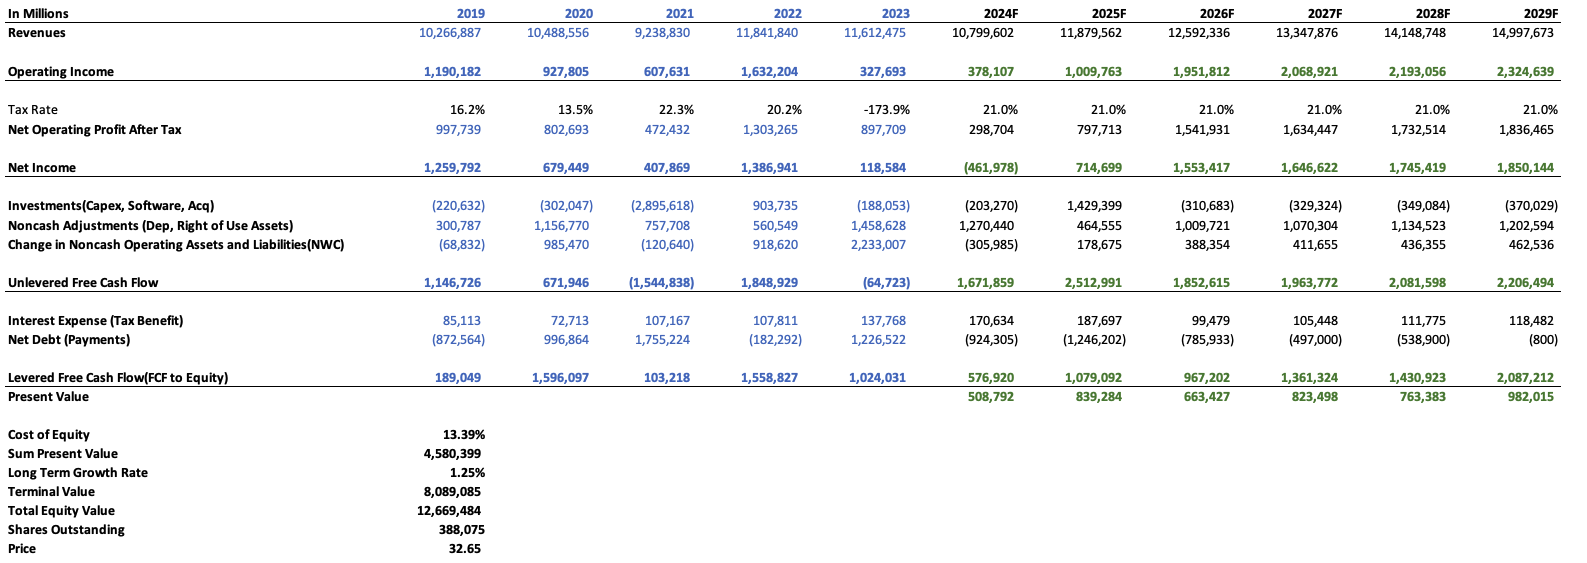 In Millions 2019 2020 2021 2022 2023 2024F 2025F 2026F 2027F 2028F 2029F
Revenues 10,266,887 10,488,556 9,238,830 11,841,840 11,612,475 10,799,602 11,879,562 12,592,336 13,347,876 14,148,748 14,997,673
Operating Income 1,190,182 927,805 607,631 1,632,204 327,693 378,107 1,009,763 1,951,812 2,068,921 2,193,056 2,324,639
Tax Rate 16.2% 13.5% 22.3% 20.2% -173.9% 21.0% 21.0% 21.0% 21.0% 21.0% 21.0%
Net Operating Profit After Tax 997,739 802,693 472,432 1,303,265 897,709 298,704 797,713 1,541,931 1,634,447 1,732,514 1,836,465
Net Income 1,259,792 679,449 407,869 1,386,941 118,584 (461,978) 714,699 1,553,417 1,646,622 1,745,419 1,850,144
Investments(Capex, Software, Acq) (220,632) (302,047) (2,895,618) 903,735 (188,053) (203,270) 1,429,399 (310,683) (329,324) (349,084) (370,029)
Noncash Adjustments (Dep, Right of Use Assets) 300,787 1,156,770 757,708 560,549 1,458,628 1,270,440 464,555 1,009,721 1,070,304 1,134,523 1,202,594
Change in Noncash Operating Assets and Liabilities(NWC) (68,832) 985,470 (120,640) 918,620 2,233,007 (305,985) 178,675 388,354 411,655 436,355 462,536
Unlevered Free Cash Flow 1,146,726 671,946 (1,544,838) 1,848,929 (64,723) 1,671,859 2,512,991 1,852,615 1,963,772 2,081,598 2,206,494
Interest Expense (Tax Benefit) 85,113 72,713 107,167 107,811 137,768 170,634 187,697 99,479 105,448 111,775 118,482
Net Debt (Payments) (872,564) 996,864 1,755,224 (182,292) 1,226,522 (924,305) (1,246,202) (785,933) (497,000) (538,900) (800)
Levered Free Cash Flow(FCF to Equity) 189,049 1,596,097 103,218 1,558,827 1,024,031 576,920 1,079,092 967,202 1,361,324 1,430,923 2,087,212
Present Value 508,792 839,284 663,427 823,498 763,383 982,015
Cost of Equity 13.39%
Sum Present Value 4,580,399
Long Term Growth Rate 1.25%
Terminal Value 8,089,085
Total Equity Value 12,669,484
Shares Outstanding 388,075
Price 32.65